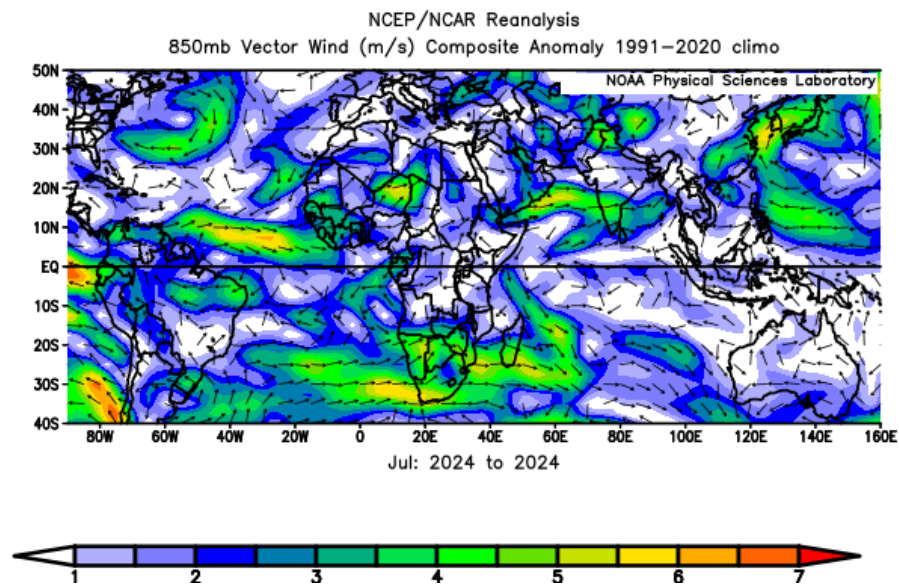 NCEP/NCAR Reanalysis
850mb Vector Wind (m/s) Composite Anomaly 1991−2020 climo
NOAA Physical Sciences Laboratory
50N
40N
30N
20N
10N
EQ
10S
20S
30S
40S
80W 60W 40W 20W 0 20E 40E 60E 80E 100E 120E 140E 160E
Jul: 2024 to 2024
1 2 3 4 5 6 7